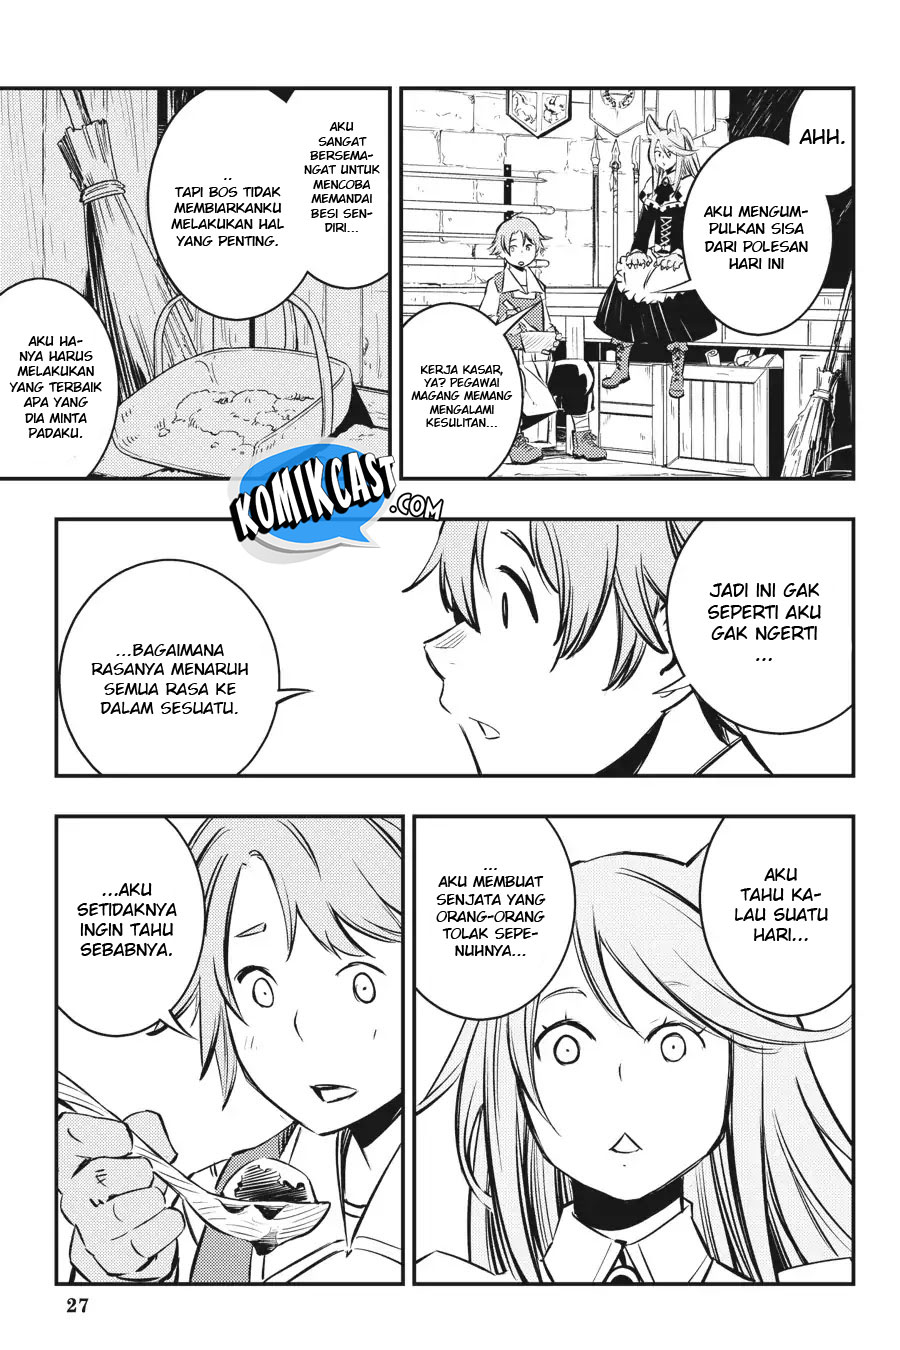 AHH.
AKU MENGUM-
PULKAN SISA
DARI POLESAN
HARI INI
KERJA KASAR,
YA? PEGAWAI
MAGANG MEMANG
MENGALAMI
KESULITAN...
AKU
SANGAT
BERSEMA-
NGAT UNTUK
MENCOBA
MEMANDAI
BESI SEN-
DIRI...
..
TAPI BOS TIDAK
MEMBIARKANKU
MELAKUKAN HAL
YANG PENTING.
AKU HA-
NYA HARUS
MELAKUKAN
YANG TERBAIK
APA YANG
DIA MINTA
PADAKU.
KOMIKCAST
.COM
JADI INI GAK
SEPERTI AKU
GAK NGERTI
...
...BAGAIMANA
RASANYA MENARUH
SEMUA RASA KE
DALAM SESUATU.
AKU
TAHU KA-
LAU SUATU
HARI...
...
AKU MEMBUAT
SENJATA YANG
ORANG-ORANG
TOLAK SEPE-
NUHNYA...
...AKU
SETIDAKNYA
INGIN TAHU
SEBABNYA.
27